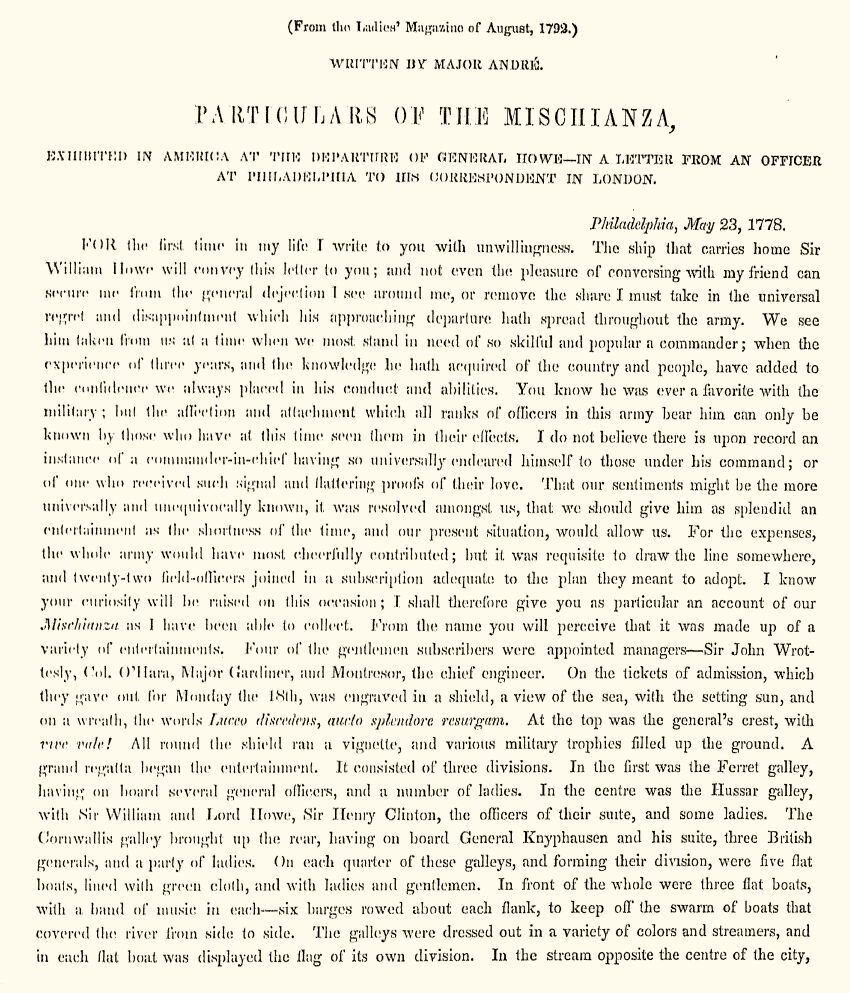 (From the Ladies' Magazine of August, 1792.)
WRITTEN BY MAJOR ANDRÉ.
PARTICULARS OF THE MISCHIANZA,
EXHIBITED IN AMERICA AT THE DEPARTURE OF GENERAL HOWE—IN A LETTER FROM AN OFFICER
AT PHILADELPHIA TO HIS CORRESPONDENT IN LONDON.
Philadelphia, May 23, 1778.
FOR the first time in my life I write to you with unwillingness. The ship that carries home Sir
William Howe will convey this letter to you; and not even the pleasure of conversing with my friend can
secure me from the general dejection I see around me, or remove the share I must take in the universal
regret and disappointment which his approaching departure hath spread throughout the army. We see
him taken from us at a time when we most stand in need of so skilful and popular a commander; when the
experience of three years, and the knowledge he hath acquired of the country and people, have added to
the confidence we always placed in his conduct and abilities. You know he was ever a favorite with the
military; but the affection and attachment which all ranks of officers in this army bear him can only be
known by those who have at this time seen them in their effects. I do not believe there is upon record an
instance of a commander-in-chief having so universally endeared himself to those under his command; or
of one who received such signal and flattering proofs of their love. That our sentiments might be the more
universally and unequivocally known, it was resolved amongst us, that we should give him as splendid an
entertainment as the shortness of the time, and our present situation, would allow us. For the expenses,
the whole army would have most cheerfully contributed; but it was requisite to draw the line somewhere,
and twenty-two field-officers joined in a subscription adequate to the plan they meant to adopt. I know
your curiosity will be raised on this occasion; I shall therefore give you as particular an account of our
Mischianza as I have been able to collect. From the name you will perceive that it was made up of a
variety of entertainments. Four of the gentlemen subscribers were appointed managers—Sir John Wrot-
tesly, Col. O'Hara, Major Gardiner, and Montresor, the chief engineer. On the tickets of admission, which
they gave out for Monday the 18th, was engraved in a shield, a view of the sea, with the setting sun, and
on a wreath, the words Luceo discedens, aucto splendore resurgam. At the top was the general's crest, with
vive vale! All round the shield ran a vignette, and various military trophies filled up the ground. A
grand regatta began the entertainment. It consisted of three divisions. In the first was the Ferret galley,
having on board several general officers, and a number of ladies. In the centre was the Hussar galley,
with Sir William and Lord Howe, Sir Henry Clinton, the officers of their suite, and some ladies. The
Cornwallis galley brought up the rear, having on board General Knyphausen and his suite, three British
generals, and a party of ladies. On each quarter of these galleys, and forming their division, were five flat
boats, lined with green cloth, and with ladies and gentlemen. In front of the whole were three flat boats,
with a band of music in each—six barges rowed about each flank, to keep off the swarm of boats that
covered the river from side to side. The galleys were dressed out in a variety of colors and streamers, and
in each flat boat was displayed the flag of its own division. In the stream opposite the centre of the city,